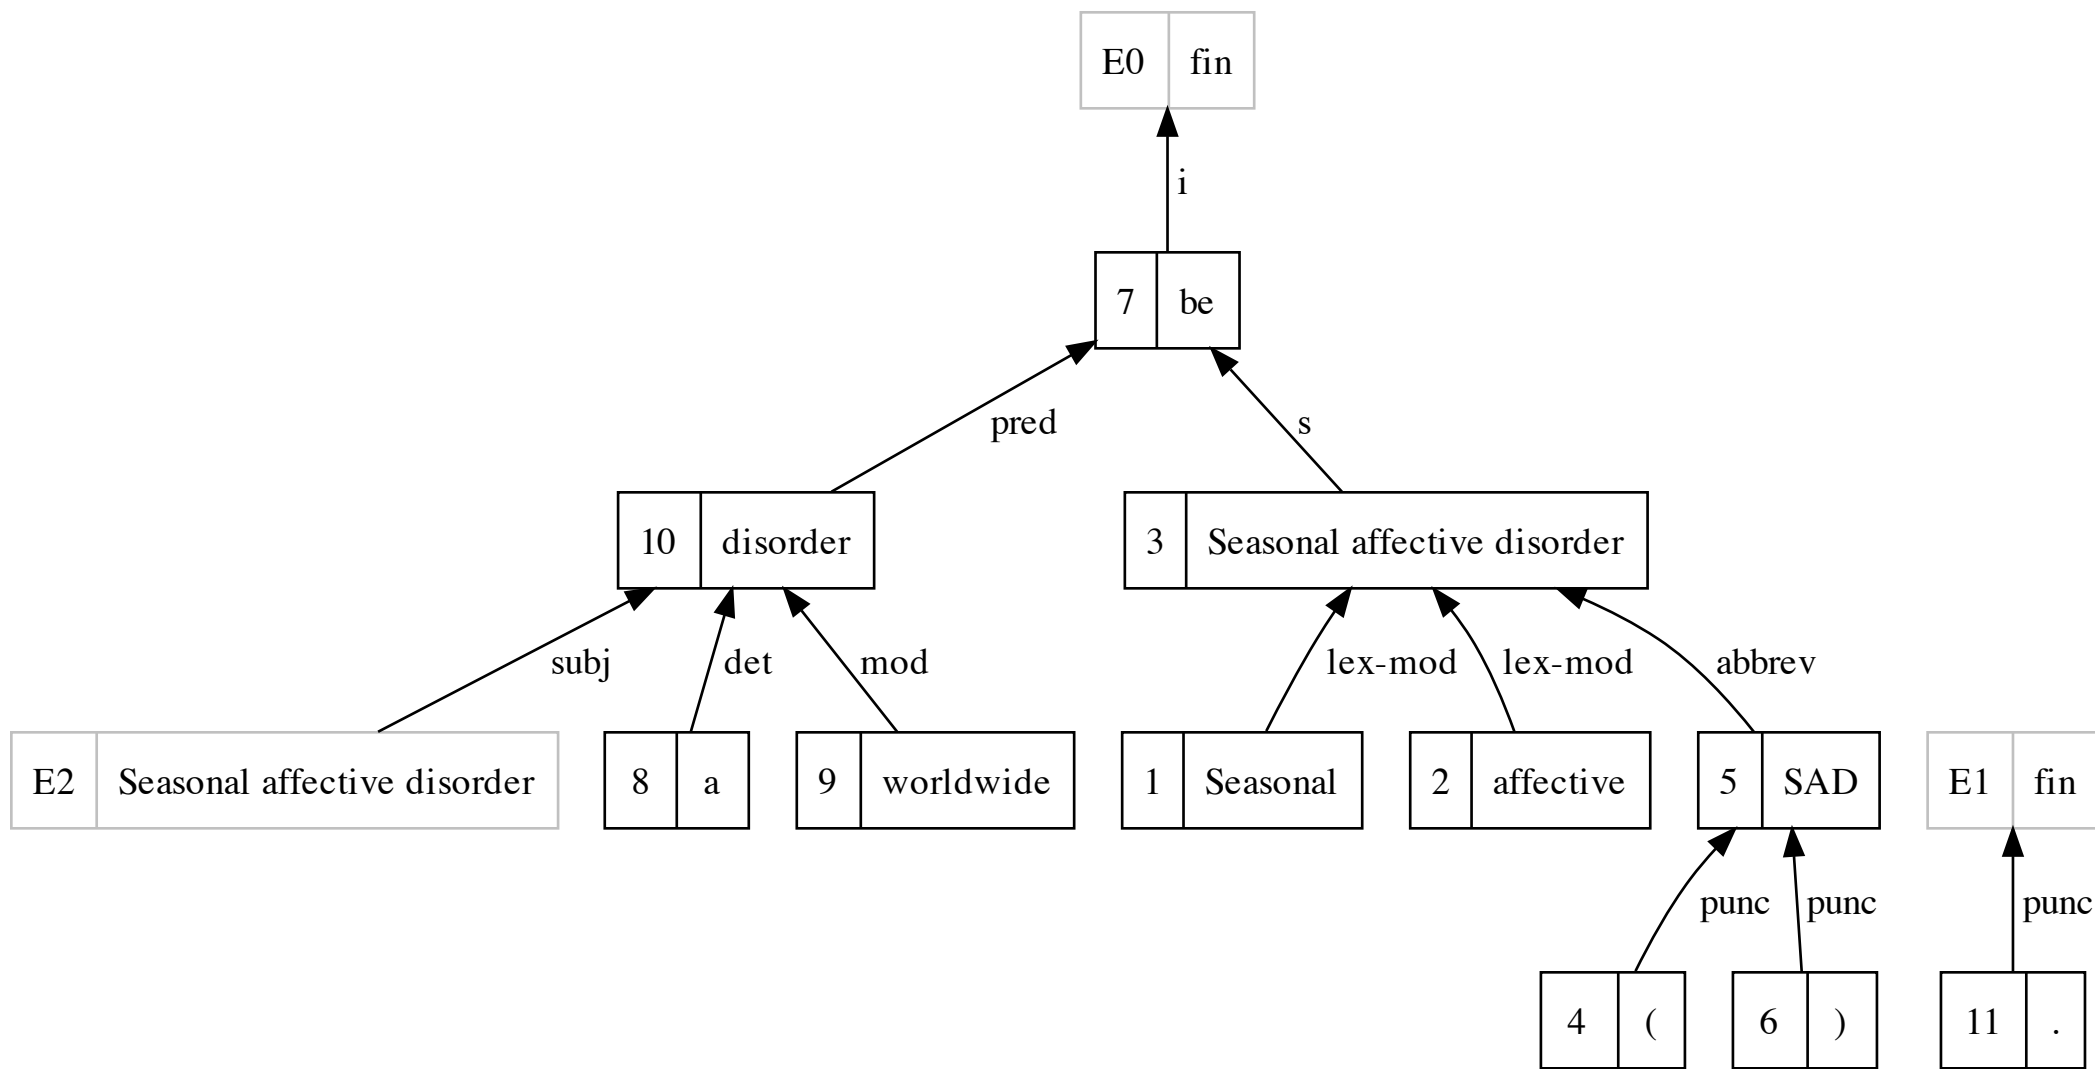 E0 fin
i
7 be
pred s
10 disorder 3 Seasonal affective disorder
subj det mod lex-mod lex-mod abbrev
E2 Seasonal affective disorder 8 a 9 worldwide 1 Seasonal 2 affective 5 SAD E1 fin
punc punc punc
4 ( 6 ) 11 .